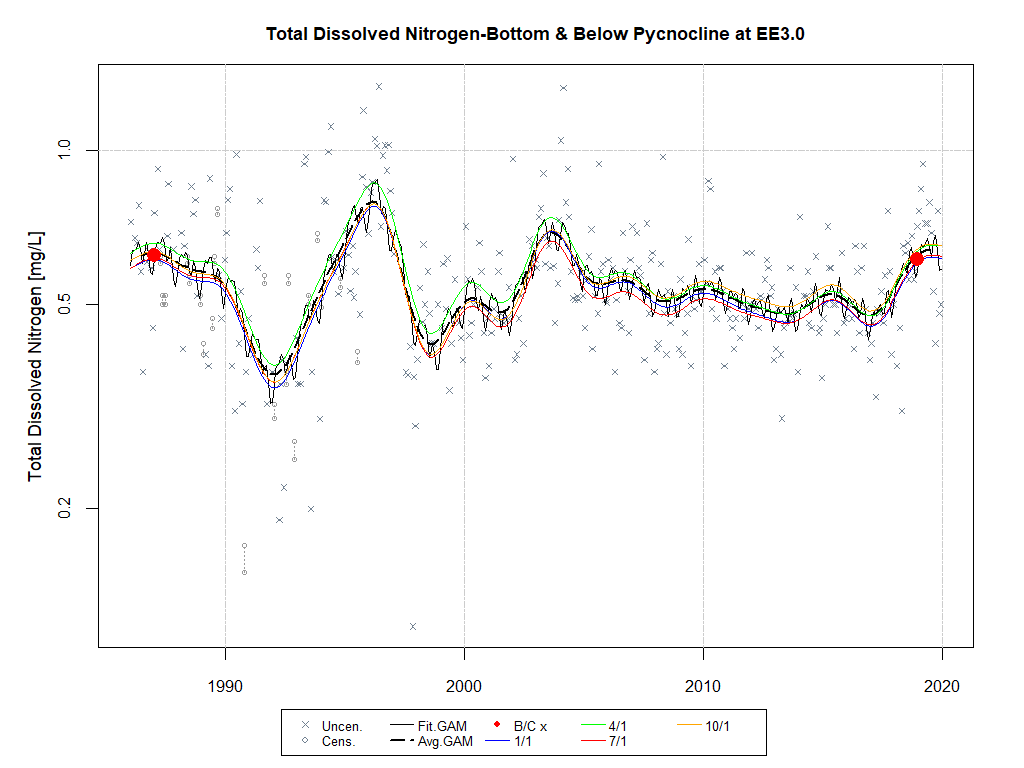 Total Dissolved Nitrogen-Bottom & Below Pycnocline at EE3.0
Total Dissolved Nitrogen [mg/L]
1.0
0.5
0.2
1990 2000 2010 2020
Uncen. Fit.GAM B/C x 4/1 10/1
Cens. Avg.GAM 1/1 7/1